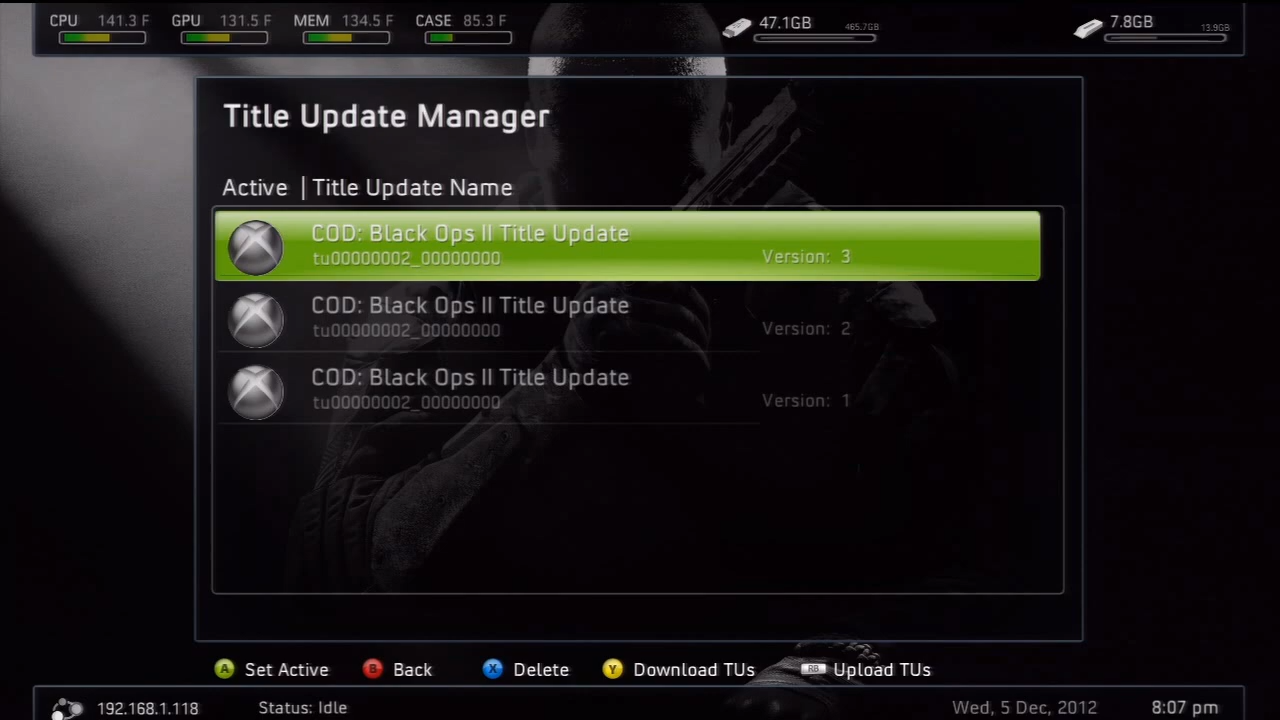 CPU 141.3 F GPU 131.5 F MEM 134.5 F CASE 85.3 F 47.1GB 465.7GB 7.8GB 13.9GB
Title Update Manager
Active | Title Update Name
COD: Black Ops II Title Update
tu00000002_00000000 Version: 3
COD: Black Ops II Title Update
tu00000002_00000000 Version: 2
COD: Black Ops II Title Update
tu00000002_00000000 Version: 1
A Set Active B Back X Delete Y Download TUs RB Upload TUs
192.168.1.118 Status: Idle Wed, 5 Dec, 2012 8:07 pm